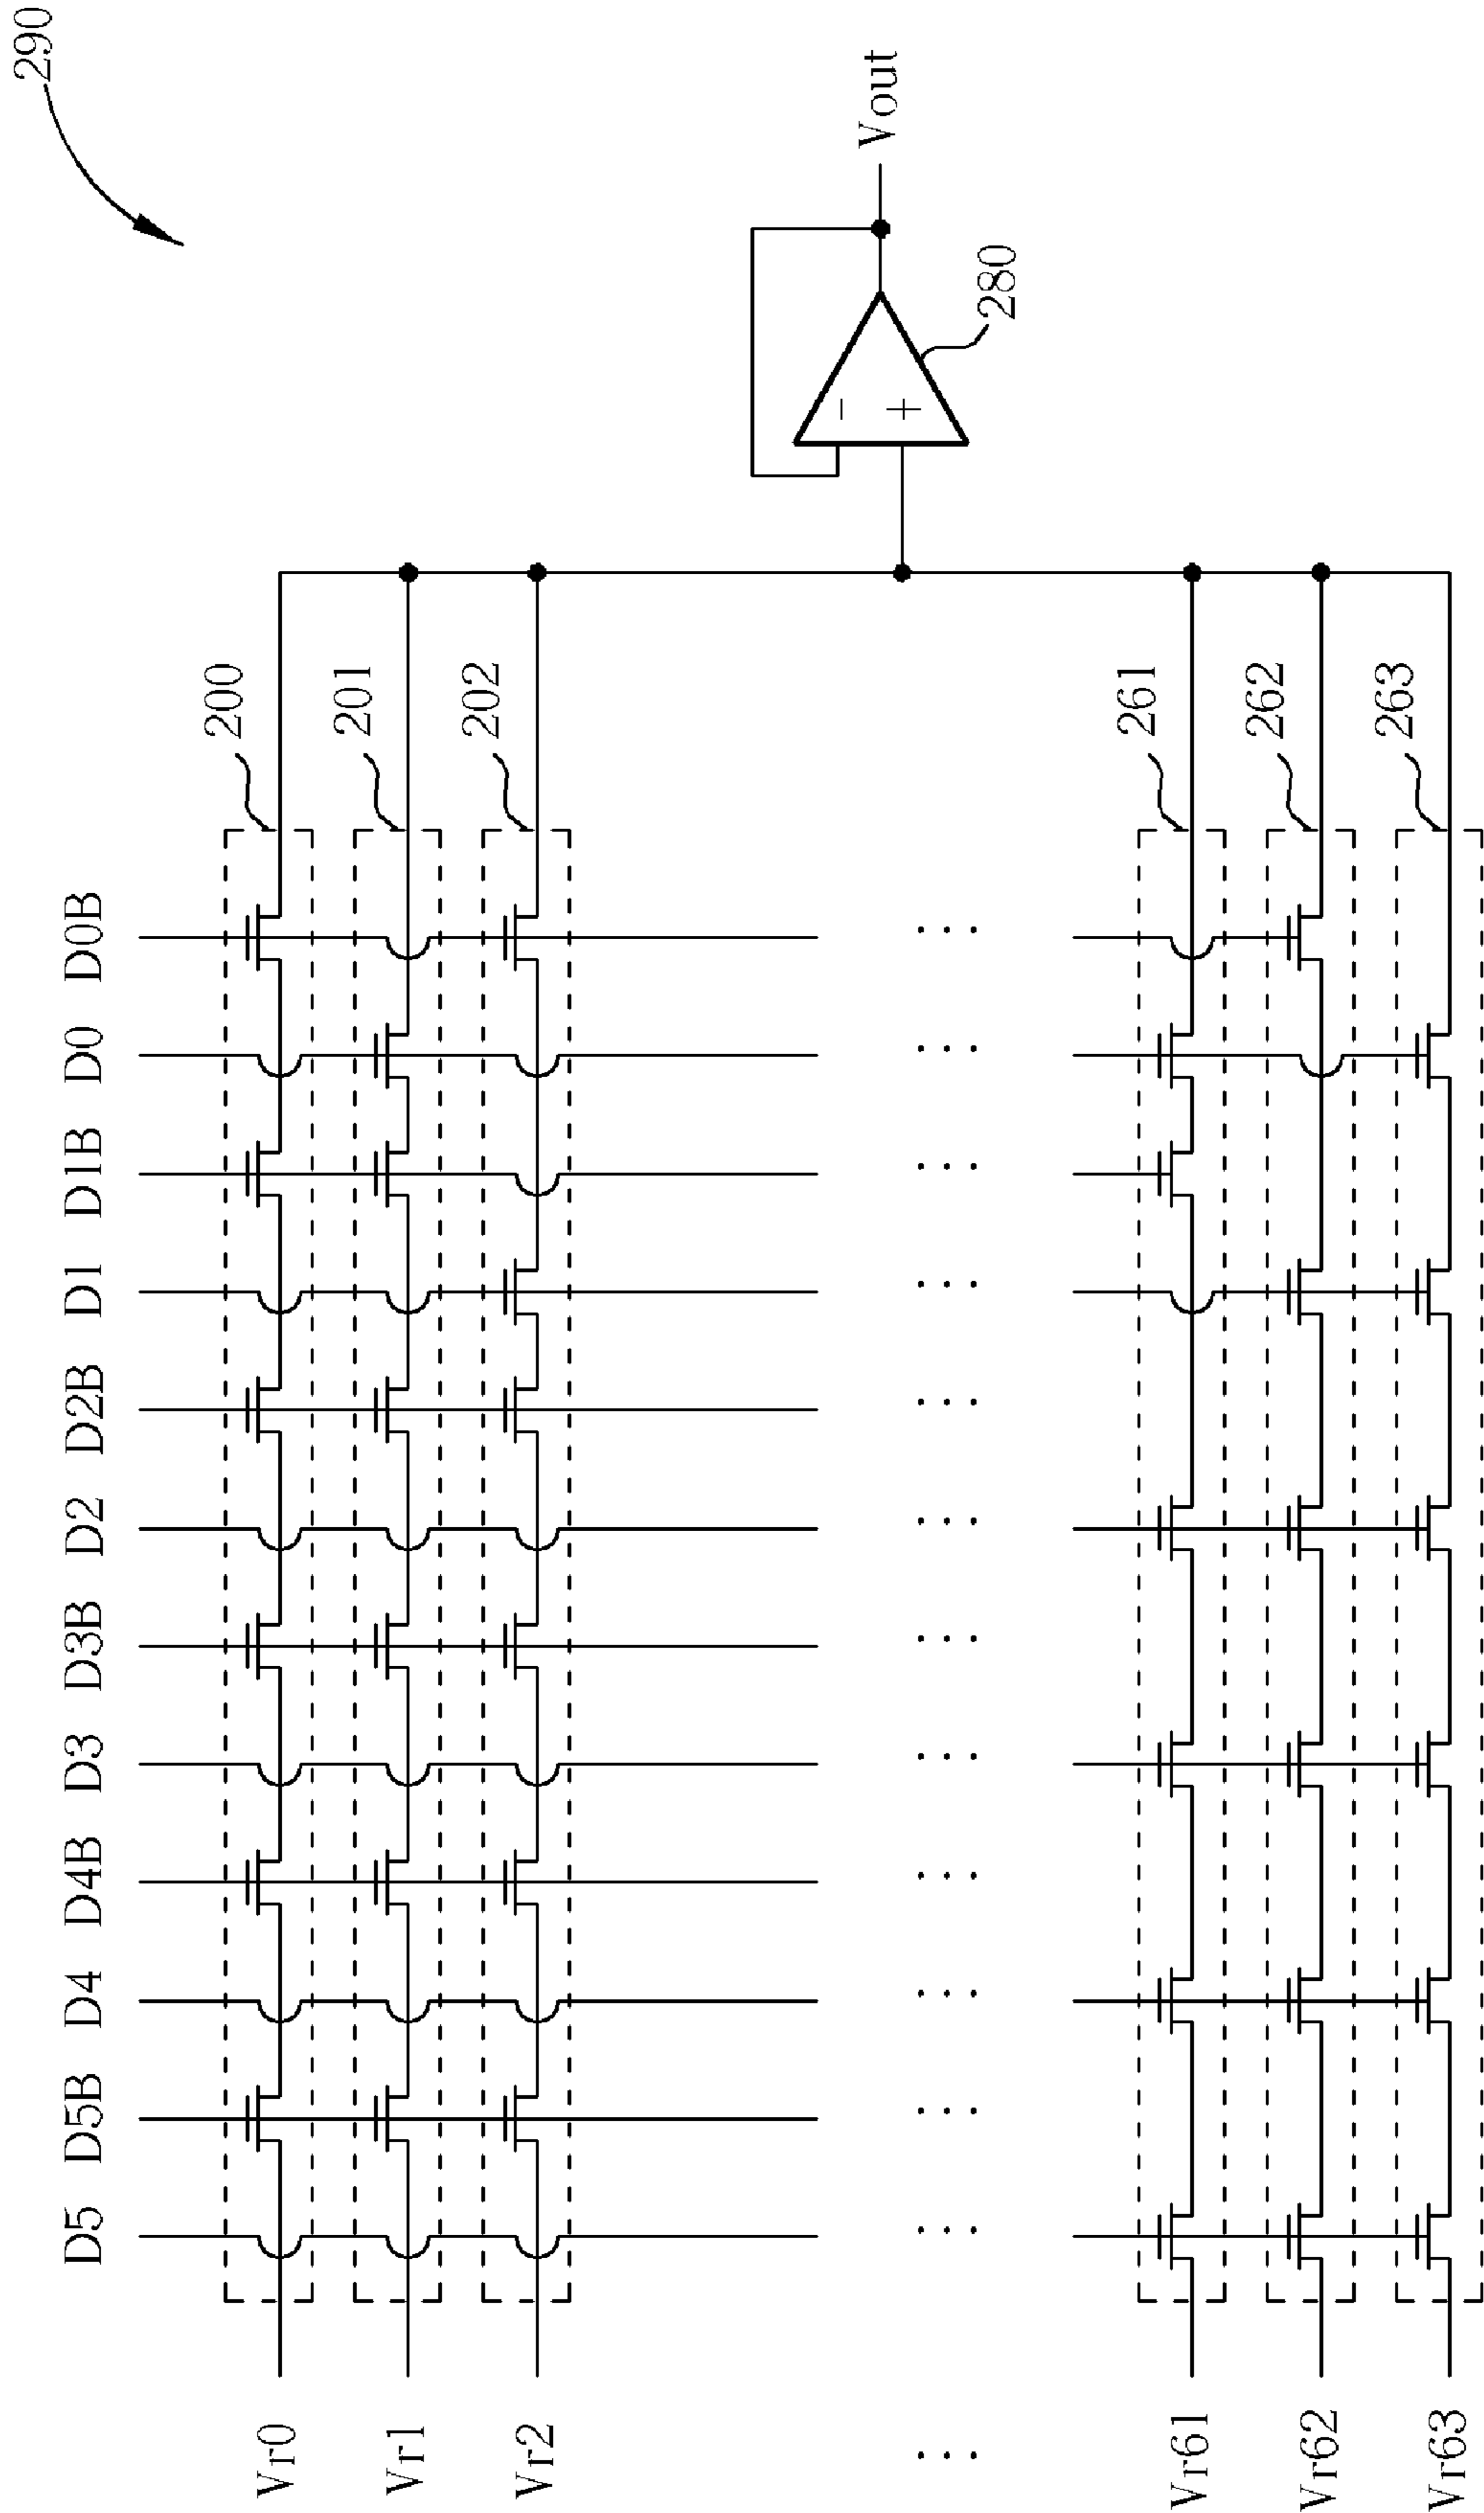 290
D5 D5B D4 D4B D3 D3B D2 D2B D1 D1B D0 D0B
200
Vr0
201
Vr1
202
Vr2
− +
Vout
280
...
261
Vr61
262
Vr62
263
Vr63